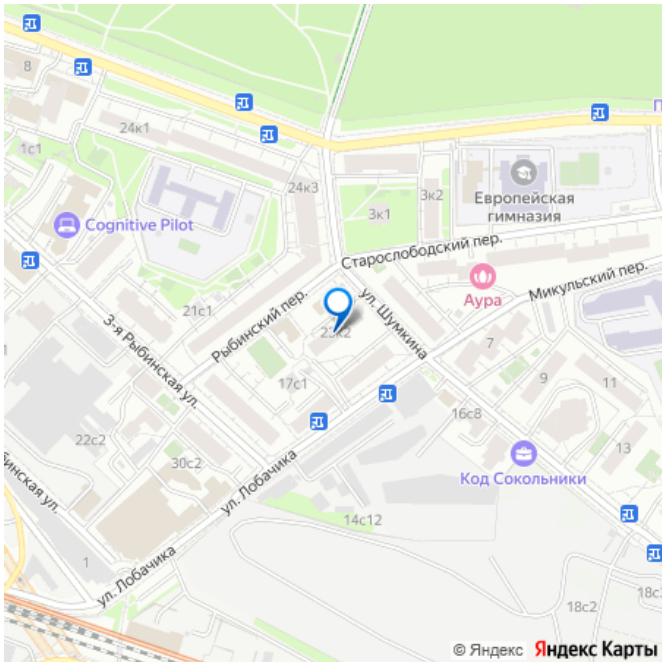 8
24к1
1с1
24к3
3к2
Европейская
гимназия
3к1
Cognitive Pilot
Старослободский пер.
Аура
Микульский пер.
Рыбинский пер.
21с1
ул. Шумкина
3-я Рыбинская ул.
7
17с1
9
11
16с8
22с2
13
30с2
Код Сокольники
ул. Лобачика
14с12
1
18с3
18с2
ул. Лобачика
© Яндекс Яндекс Карты